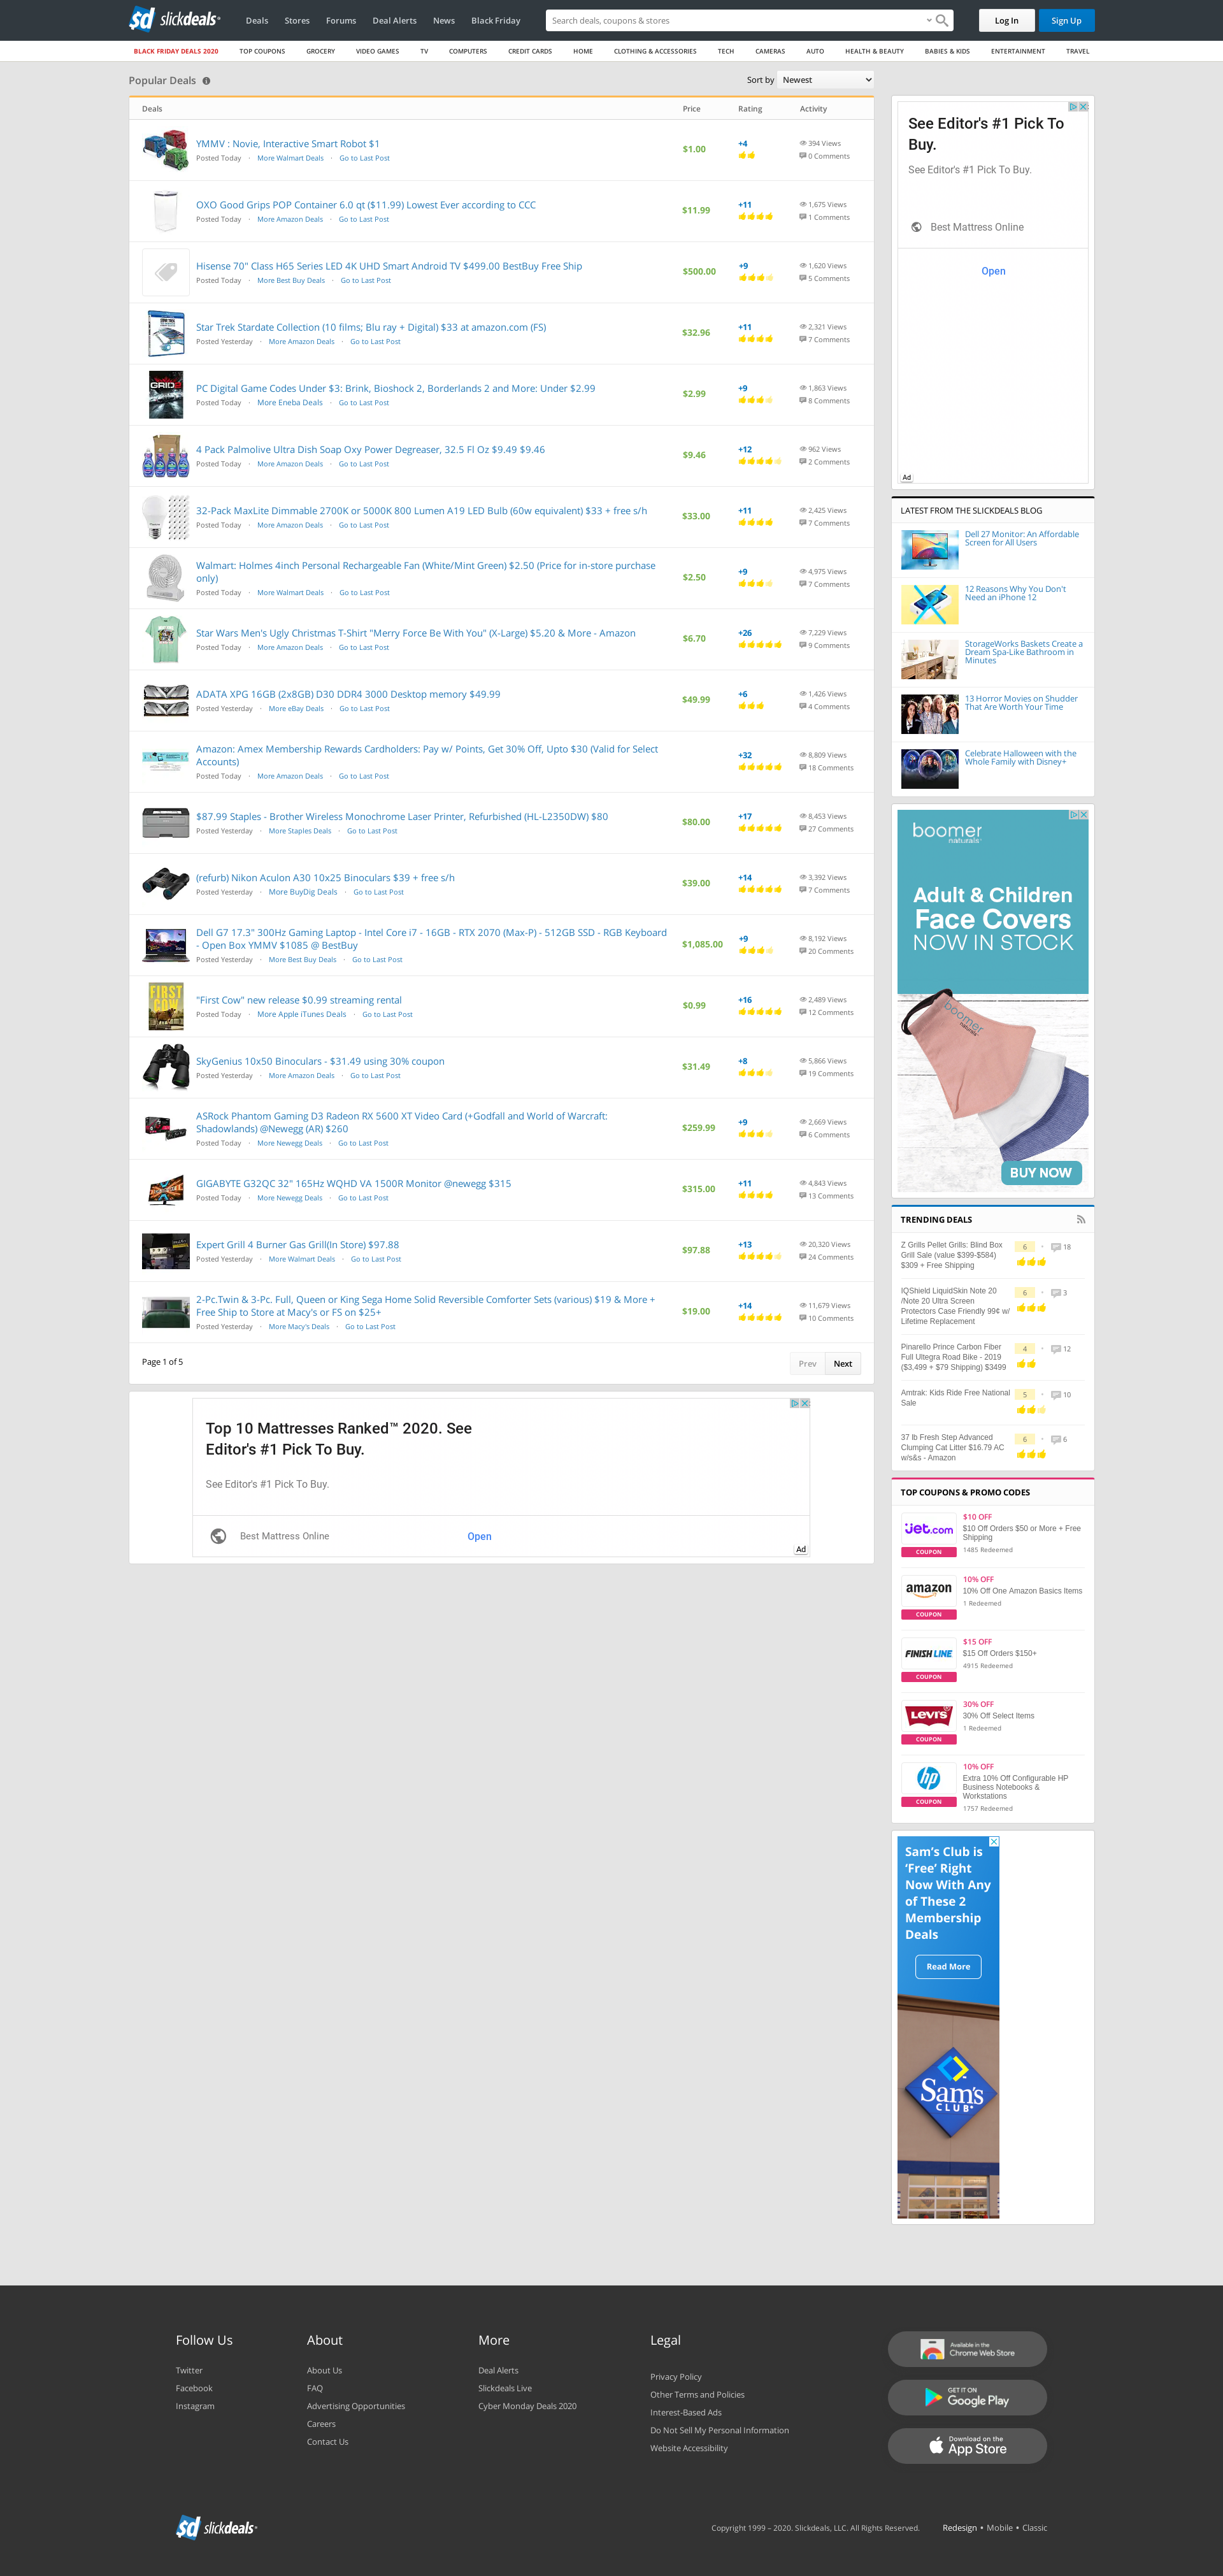 slickdeals
Deals
Stores
Forums
Deal Alerts
News
Black Friday
Search deals, coupons & stores
Log In
Sign Up
BLACK FRIDAY DEALS 2020
TOP COUPONS
GROCERY
VIDEO GAMES
TV
COMPUTERS
CREDIT CARDS
HOME
CLOTHING & ACCESSORIES
TECH
CAMERAS
AUTO
HEALTH & BEAUTY
BABIES & KIDS
ENTERTAINMENT
TRAVEL
Popular Deals
Sort by Newest
Deals Price Rating Activity
YMMV : Novie, Interactive Smart Robot $1
Posted Today · More Walmart Deals · Go to Last Post
$1.00
+4
394 Views
0 Comments
OXO Good Grips POP Container 6.0 qt ($11.99) Lowest Ever according to CCC
Posted Today · More Amazon Deals · Go to Last Post
$11.99
+11
1,675 Views
1 Comments
Hisense 70" Class H65 Series LED 4K UHD Smart Android TV $499.00 BestBuy Free Ship
Posted Today · More Best Buy Deals · Go to Last Post
$500.00
+9
1,620 Views
5 Comments
Star Trek Stardate Collection (10 films; Blu ray + Digital) $33 at amazon.com (FS)
Posted Yesterday · More Amazon Deals · Go to Last Post
$32.96
+11
2,321 Views
7 Comments
PC Digital Game Codes Under $3: Brink, Bioshock 2, Borderlands 2 and More: Under $2.99
Posted Today · More Eneba Deals · Go to Last Post
$2.99
+9
1,863 Views
8 Comments
4 Pack Palmolive Ultra Dish Soap Oxy Power Degreaser, 32.5 Fl Oz $9.49 $9.46
Posted Today · More Amazon Deals · Go to Last Post
$9.46
+12
962 Views
2 Comments
32-Pack MaxLite Dimmable 2700K or 5000K 800 Lumen A19 LED Bulb (60w equivalent) $33 + free s/h
Posted Today · More Amazon Deals · Go to Last Post
$33.00
+11
2,425 Views
7 Comments
Walmart: Holmes 4inch Personal Rechargeable Fan (White/Mint Green) $2.50 (Price for in-store purchase
only)
Posted Today · More Walmart Deals · Go to Last Post
$2.50
+9
4,975 Views
7 Comments
Star Wars Men's Ugly Christmas T-Shirt "Merry Force Be With You" (X-Large) $5.20 & More - Amazon
Posted Today · More Amazon Deals · Go to Last Post
$6.70
+26
7,229 Views
9 Comments
ADATA XPG 16GB (2x8GB) D30 DDR4 3000 Desktop memory $49.99
Posted Yesterday · More eBay Deals · Go to Last Post
$49.99
+6
1,426 Views
4 Comments
Amazon: Amex Membership Rewards Cardholders: Pay w/ Points, Get 30% Off, Upto $30 (Valid for Select
Accounts)
Posted Today · More Amazon Deals · Go to Last Post
+32
8,809 Views
18 Comments
$87.99 Staples - Brother Wireless Monochrome Laser Printer, Refurbished (HL-L2350DW) $80
Posted Yesterday · More Staples Deals · Go to Last Post
$80.00
+17
8,453 Views
27 Comments
(refurb) Nikon Aculon A30 10x25 Binoculars $39 + free s/h
Posted Yesterday · More BuyDig Deals · Go to Last Post
$39.00
+14
3,392 Views
7 Comments
Dell G7 17.3" 300Hz Gaming Laptop - Intel Core i7 - 16GB - RTX 2070 (Max-P) - 512GB SSD - RGB Keyboard
- Open Box YMMV $1085 @ BestBuy
Posted Yesterday · More Best Buy Deals · Go to Last Post
$1,085.00
+9
8,192 Views
20 Comments
FIRST COW
"First Cow" new release $0.99 streaming rental
Posted Today · More Apple iTunes Deals · Go to Last Post
$0.99
+16
2,489 Views
12 Comments
SkyGenius 10x50 Binoculars - $31.49 using 30% coupon
Posted Yesterday · More Amazon Deals · Go to Last Post
$31.49
+8
5,866 Views
19 Comments
ASRock Phantom Gaming D3 Radeon RX 5600 XT Video Card (+Godfall and World of Warcraft:
Shadowlands) @Newegg (AR) $260
Posted Today · More Newegg Deals · Go to Last Post
$259.99
+9
2,669 Views
6 Comments
GIGABYTE G32QC 32" 165Hz WQHD VA 1500R Monitor @newegg $315
Posted Today · More Newegg Deals · Go to Last Post
$315.00
+11
4,843 Views
13 Comments
Expert Grill 4 Burner Gas Grill(In Store) $97.88
Posted Yesterday · More Walmart Deals · Go to Last Post
$97.88
+13
20,320 Views
24 Comments
2-Pc.Twin & 3-Pc. Full, Queen or King Sega Home Solid Reversible Comforter Sets (various) $19 & More +
Free Ship to Store at Macy's or FS on $25+
Posted Yesterday · More Macy's Deals · Go to Last Post
$19.00
+14
11,679 Views
10 Comments
Page 1 of 5
Prev Next
Top 10 Mattresses Ranked™ 2020. See
Editor's #1 Pick To Buy.
See Editor's #1 Pick To Buy.
Best Mattress Online
Open
Ad
See Editor's #1 Pick To
Buy.
See Editor's #1 Pick To Buy.
Best Mattress Online
Open
Ad
LATEST FROM THE SLICKDEALS BLOG
Dell 27 Monitor: An Affordable
Screen for All Users
12 Reasons Why You Don't
Need an iPhone 12
StorageWorks Baskets Create a
Dream Spa-Like Bathroom in
Minutes
13 Horror Movies on Shudder
That Are Worth Your Time
Celebrate Halloween with the
Whole Family with Disney+
boomer
naturals
Adult & Children
Face Covers
NOW IN STOCK
boomer
naturals
BUY NOW
TRENDING DEALS
Z Grills Pellet Grills: Blind Box
Grill Sale (value $399-$584)
$309 + Free Shipping
6 · 18
IQShield LiquidSkin Note 20
/Note 20 Ultra Screen
Protectors Case Friendly 99¢ w/
Lifetime Replacement
6 · 3
Pinarello Prince Carbon Fiber
Full Ultegra Road Bike - 2019
($3,499 + $79 Shipping) $3499
4 · 12
Amtrak: Kids Ride Free National
Sale
5 · 10
37 lb Fresh Step Advanced
Clumping Cat Litter $16.79 AC
w/s&s - Amazon
6 · 6
TOP COUPONS & PROMO CODES
jet.com
COUPON
$10 OFF
$10 Off Orders $50 or More + Free
Shipping
1485 Redeemed
amazon
COUPON
10% OFF
10% Off One Amazon Basics Items
1 Redeemed
FINISH LINE
COUPON
$15 OFF
$15 Off Orders $150+
4915 Redeemed
LEVI'S
COUPON
30% OFF
30% Off Select Items
1 Redeemed
hp
COUPON
10% OFF
Extra 10% Off Configurable HP
Business Notebooks &
Workstations
1757 Redeemed
Sam's Club is
'Free' Right
Now With Any
of These 2
Membership
Deals
Read More
Sam's
CLUB
Follow Us
Twitter
Facebook
Instagram
About
About Us
FAQ
Advertising Opportunities
Careers
Contact Us
More
Deal Alerts
Slickdeals Live
Cyber Monday Deals 2020
Legal
Privacy Policy
Other Terms and Policies
Interest-Based Ads
Do Not Sell My Personal Information
Website Accessibility
Available in the
Chrome Web Store
GET IT ON
Google Play
Download on the
App Store
slickdeals
Copyright 1999 – 2020. Slickdeals, LLC. All Rights Reserved.
Redesign • Mobile • Classic